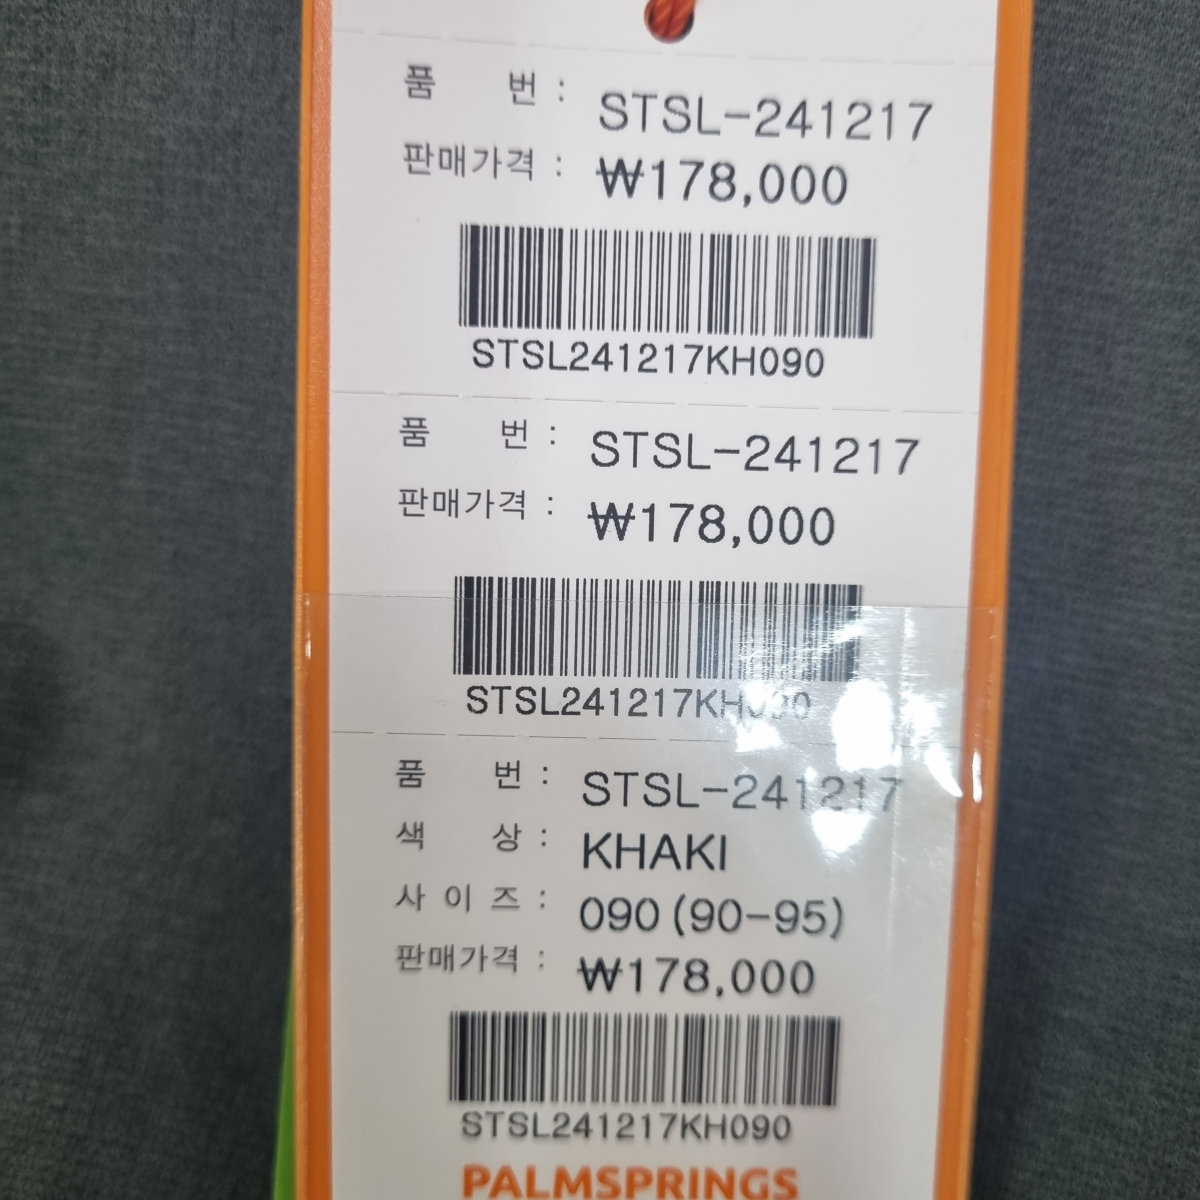 품 번 : STSL-241217
판매가격 : ₩178,000
STSL241217KH090
품 번 : STSL-241217
판매가격 : ₩178,000
STSL241217KH090
품 번 : STSL-241217
색 상 : KHAKI
사 이 즈 : 090 (90-95)
판매가격 : ₩178,000
STSL241217KH090
PALMSPRINGS